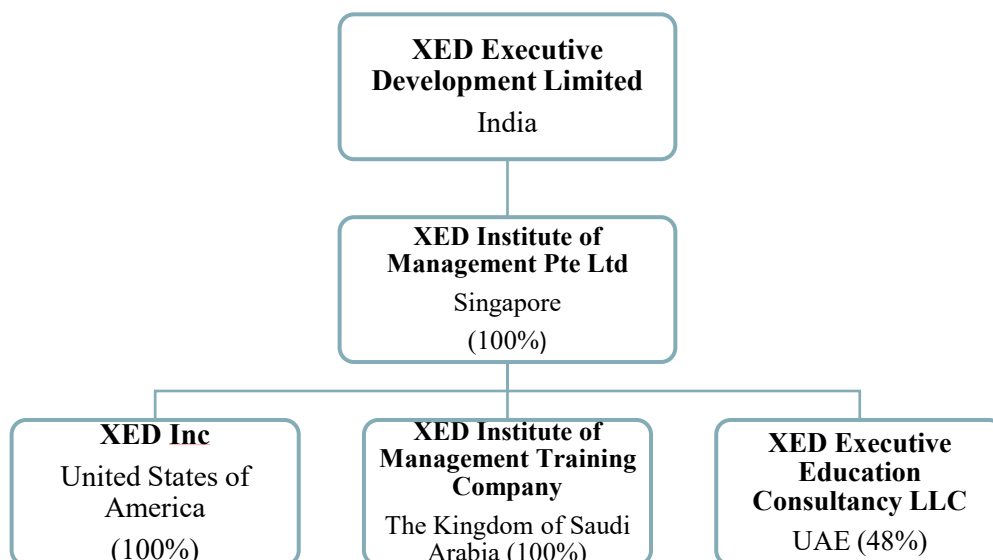 XED Executive
Development Limited
India
XED Institute of
Management Pte Ltd
Singapore
(100%)
XED Inc
United States of
America
(100%)
XED Institute of
Management Training
Company
The Kingdom of Saudi
Arabia (100%)
XED Executive
Education
Consultancy LLC
UAE (48%)